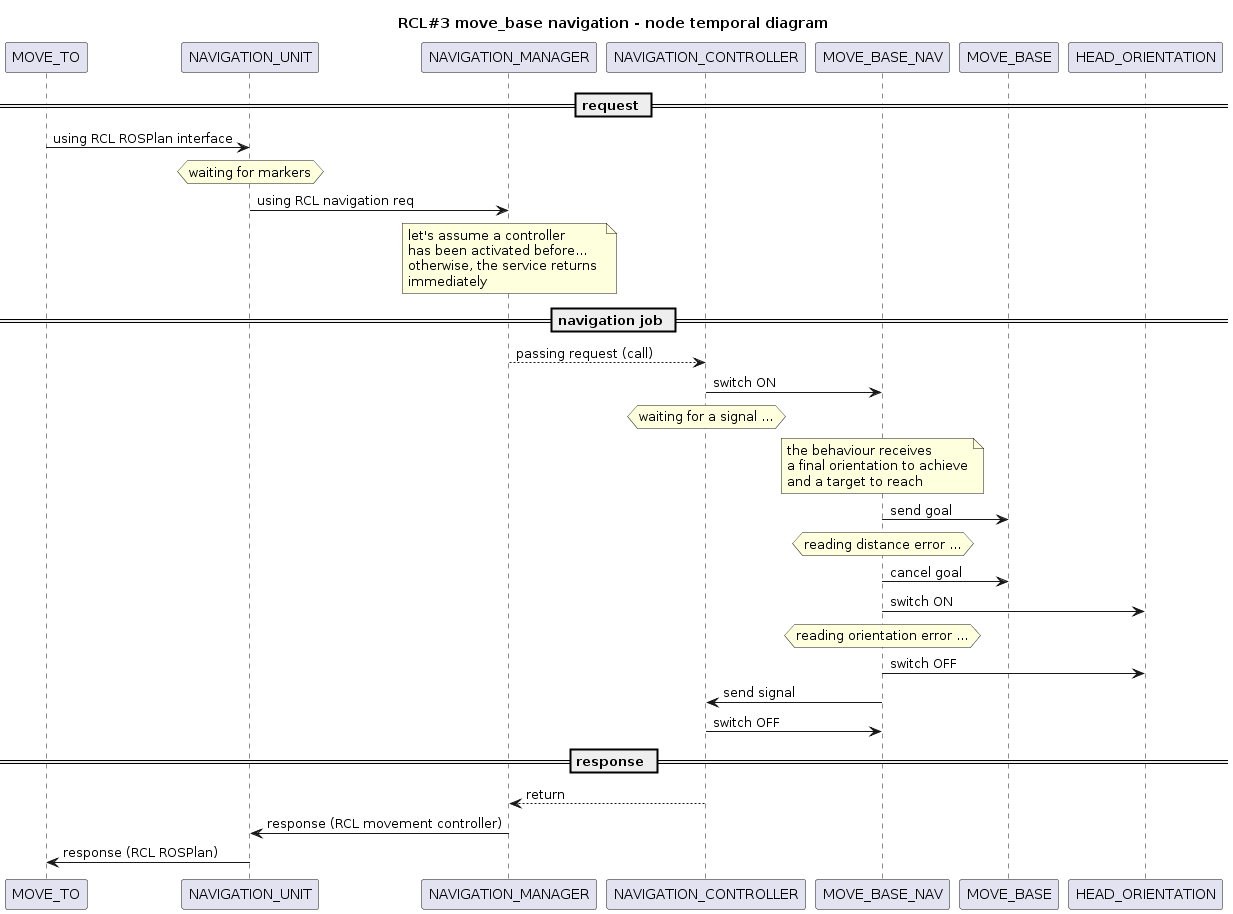 RCL#3 move_base navigation - node temporal diagram
MOVE_TO NAVIGATION_UNIT NAVIGATION_MANAGER NAVIGATION_CONTROLLER MOVE_BASE_NAV MOVE_BASE HEAD_ORIENTATION
request
using RCL ROSPlan interface
waiting for markers
using RCL navigation req
let's assume a controller
has been activated before...
otherwise, the service returns
immediately
navigation job
passing request (call)
switch ON
waiting for a signal ...
the behaviour receives
a final orientation to achieve
and a target to reach
send goal
reading distance error ...
cancel goal
switch ON
reading orientation error ...
switch OFF
send signal
switch OFF
response
return
response (RCL movement controller)
response (RCL ROSPlan)
MOVE_TO NAVIGATION_UNIT NAVIGATION_MANAGER NAVIGATION_CONTROLLER MOVE_BASE_NAV MOVE_BASE HEAD_ORIENTATION